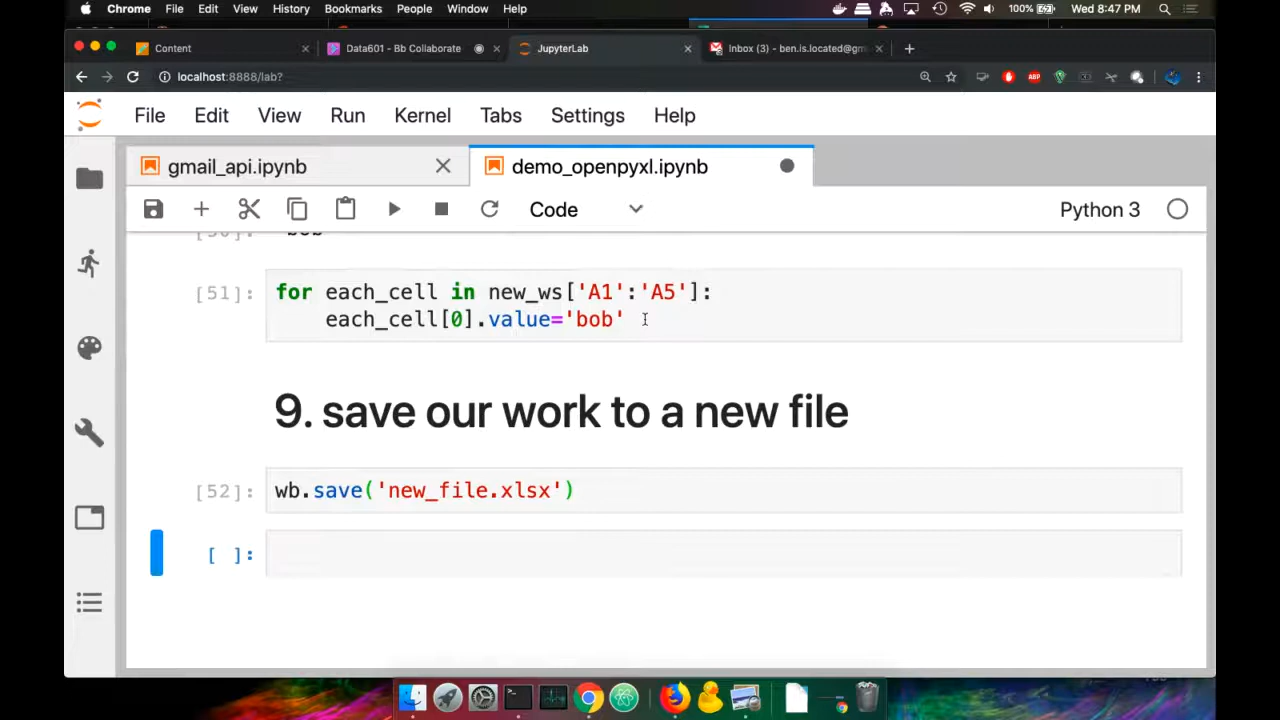 Chrome File Edit View History Bookmarks People Window Help 100% Wed 8:47 PM
Content Data601 - Bb Collaborate JupyterLab Inbox (3) - ben.is.located@gm
localhost:8888/lab?
ABP
File Edit View Run Kernel Tabs Settings Help
gmail_api.ipynb demo_openpyxl.ipynb
Code Python 3
[51]: for each_cell in new_ws['A1':'A5']:
each_cell[0].value='bob'
9. save our work to a new file
[52]: wb.save('new_file.xlsx')
[ ]: